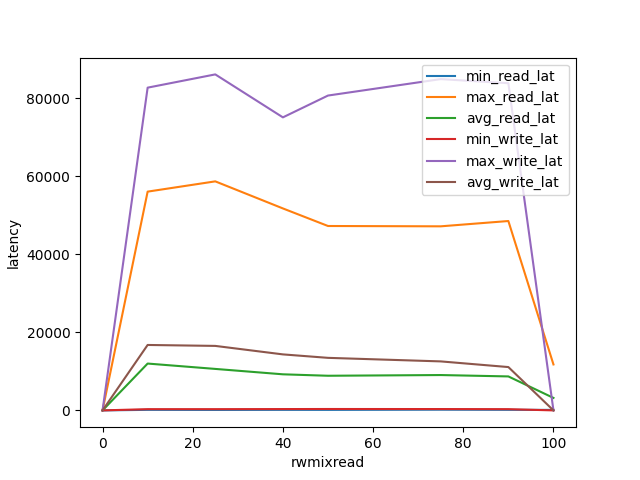 min_read_lat
max_read_lat
avg_read_lat
min_write_lat
max_write_lat
avg_write_lat
80000
60000
40000
20000
0
latency
0 20 40 60 80 100
rwmixread